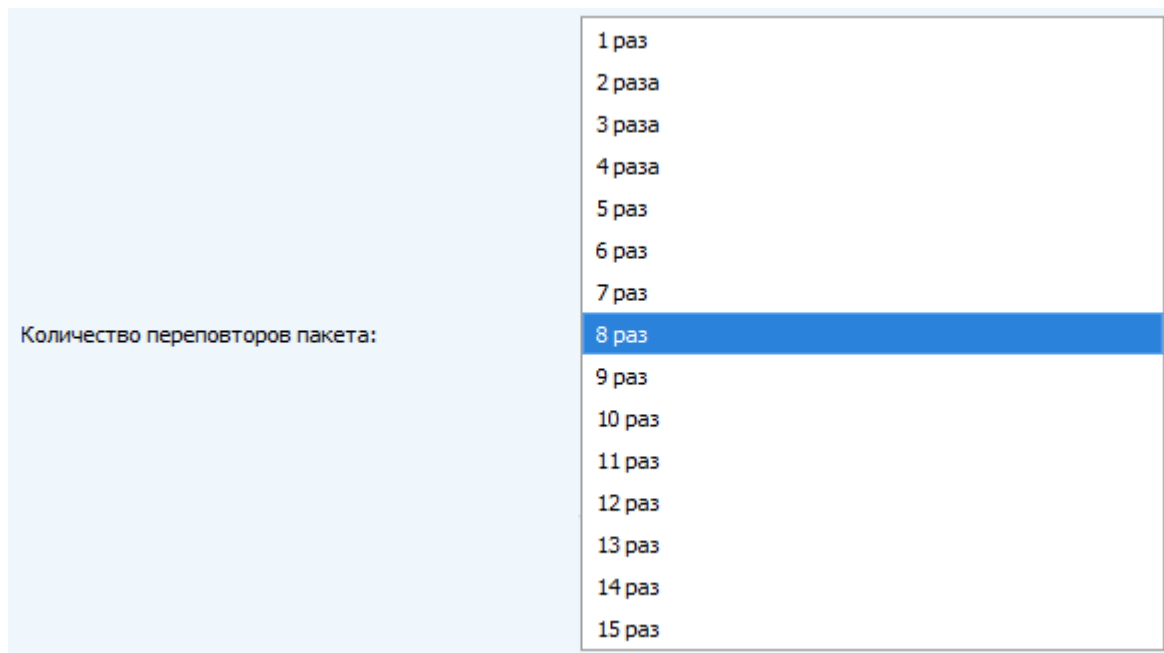 1 раз
2 раза
3 раза
4 раза
5 раз
6 раз
7 раз
Количество переповторов пакета:
8 раз
9 раз
10 раз
11 раз
12 раз
13 раз
14 раз
15 раз